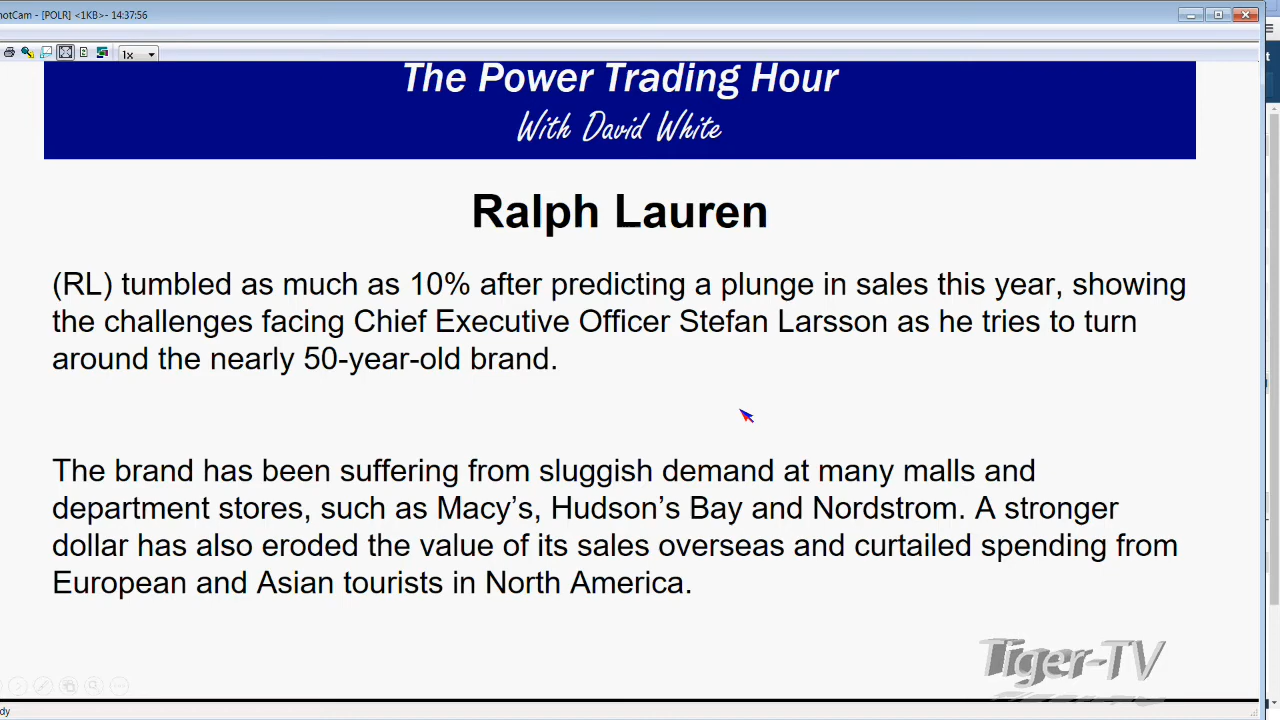 notCam - [POLR] <1KB>- 14:37:56
1x
The Power Trading Hour
With David White
Ralph Lauren
(RL) tumbled as much as 10% after predicting a plunge in sales this year, showing
the challenges facing Chief Executive Officer Stefan Larsson as he tries to turn
around the nearly 50-year-old brand.
The brand has been suffering from sluggish demand at many malls and
department stores, such as Macy’s, Hudson’s Bay and Nordstrom. A stronger
dollar has also eroded the value of its sales overseas and curtailed spending from
European and Asian tourists in North America.
Tiger-TV
dy